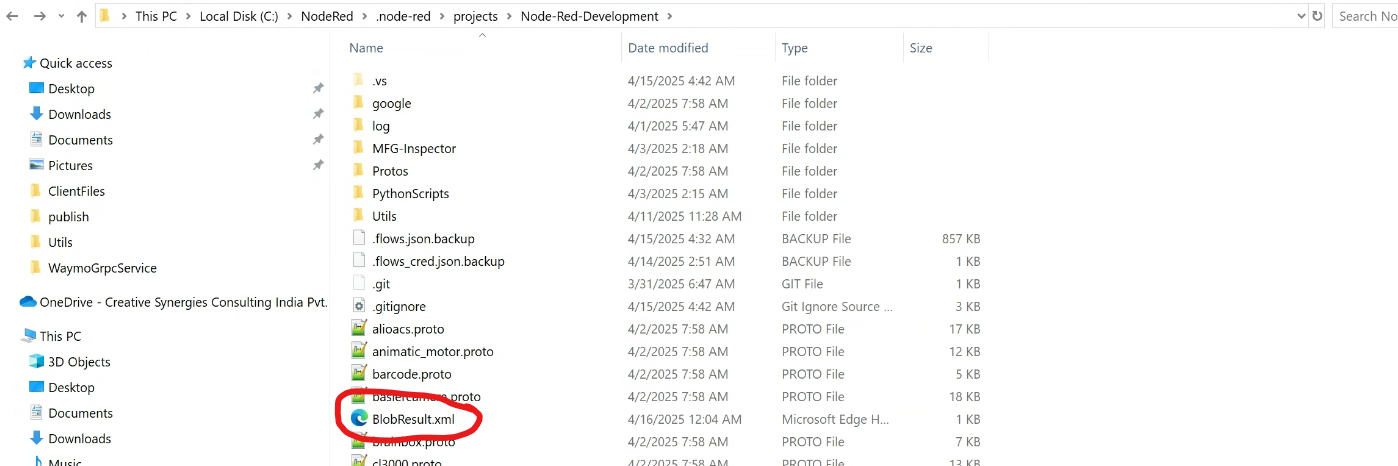 This PC > Local Disk (C:) > NodeRed > .node-red > projects > Node-Red-Development >
Search No
Name Date modified Type Size
Quick access
Desktop
Downloads
Documents
Pictures
ClientFiles
publish
Utils
WaymoGrpcService
OneDrive - Creative Synergies Consulting India Pvt.
This PC
3D Objects
Desktop
Documents
Downloads
Music
.vs 4/15/2025 4:42 AM File folder
google 4/2/2025 7:58 AM File folder
log 4/1/2025 5:47 AM File folder
MFG-Inspector 4/3/2025 2:18 AM File folder
Protos 4/2/2025 7:58 AM File folder
PythonScripts 4/3/2025 2:15 AM File folder
Utils 4/11/2025 11:28 AM File folder
.flows.json.backup 4/15/2025 4:32 AM BACKUP File 857 KB
.flows_cred.json.backup 4/14/2025 2:51 AM BACKUP File 1 KB
.git 3/31/2025 6:47 AM GIT File 1 KB
.gitignore 4/15/2025 4:42 AM Git Ignore Source ... 3 KB
alioacs.proto 4/2/2025 7:58 AM PROTO File 17 KB
animatic_motor.proto 4/2/2025 7:58 AM PROTO File 12 KB
barcode.proto 4/2/2025 7:58 AM PROTO File 5 KB
baslercamera.proto 4/2/2025 7:58 AM PROTO File 18 KB
BlobResult.xml 4/16/2025 12:04 AM Microsoft Edge H... 1 KB
brainbox.proto 4/2/2025 7:58 AM PROTO File 7 KB
cl3000.proto 4/2/2025 7:58 AM PROTO File 13 KB